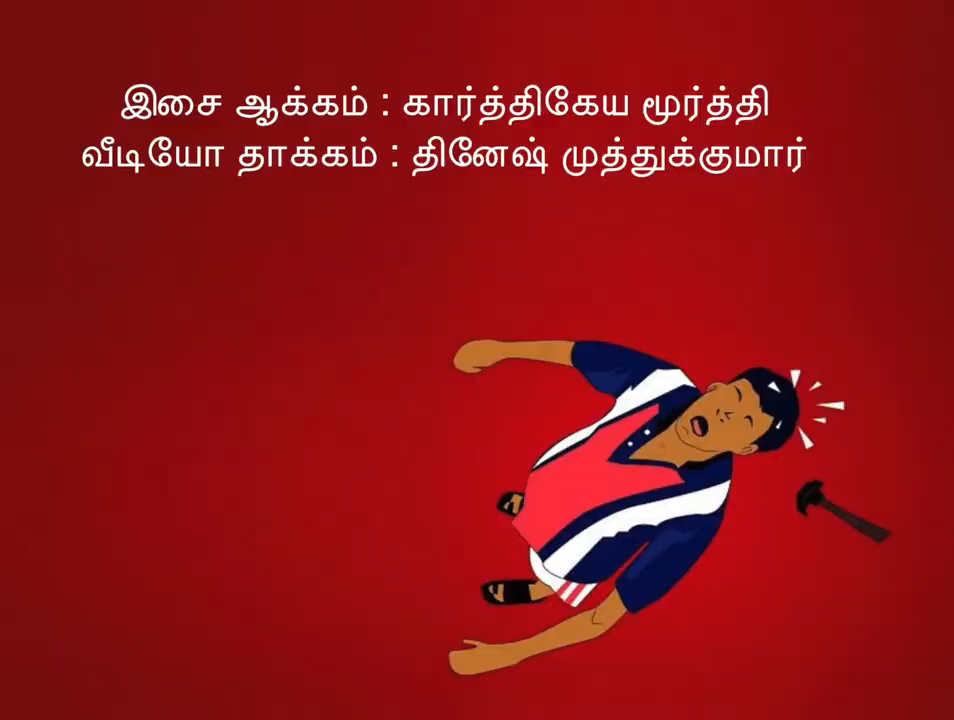 இசை ஆக்கம் : கார்த்திகேய மூர்த்தி
வீடியோ தாக்கம் : தினேஷ் முத்துக்குமார்